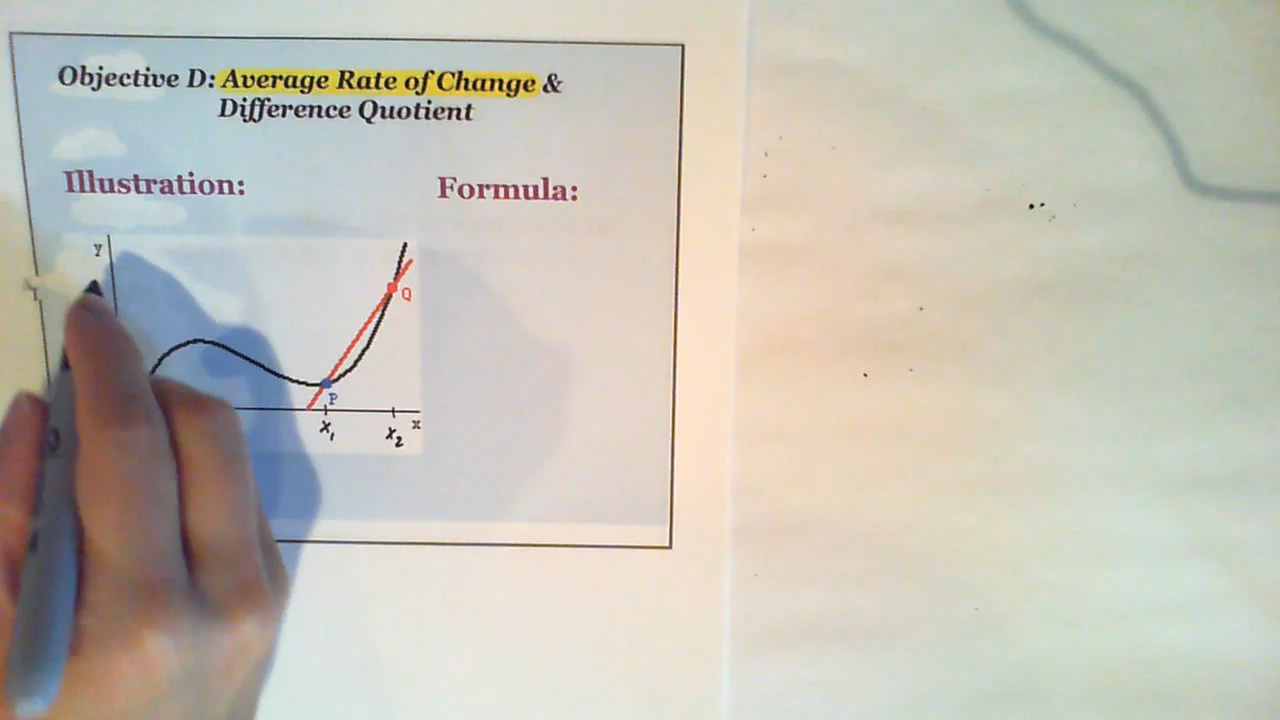 Objective D: Average Rate of Change &
Difference Quotient
Illustration:
Formula:
Y
Q
P
x
x₁
x₂